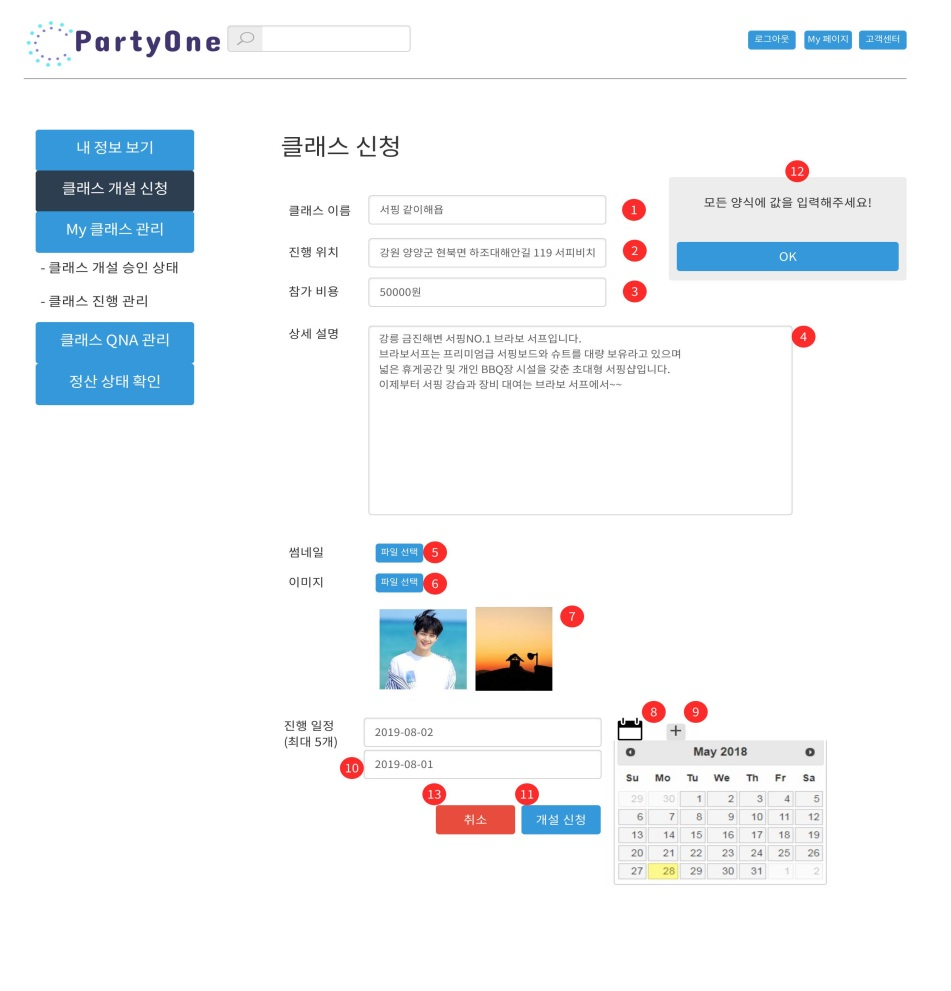 PartyOne
로그아웃 My 페이지 고객센터
내 정보 보기
클래스 개설 신청
My 클래스 관리
- 클래스 개설 승인 상태
- 클래스 진행 관리
클래스 QNA 관리
정산 상태 확인
클래스 신청
클래스 이름 서핑 같이해욥 1
진행 위치 강원 양양군 현북면 하조대해안길 119 서피비치 2
참가 비용 50000원 3
12
모든 양식에 값을 입력해주세요!
OK
상세 설명 4
강릉 금진해변 서핑NO.1 브라보 서프입니다.
브라보서프는 프리미엄급 서핑보드와 슈트를 대량 보유라고 있으며
넓은 휴게공간 및 개인 BBQ장 시설을 갖춘 초대형 서핑샵입니다.
이제부터 서핑 강습과 장비 대여는 브라보 서프에서~~
썸네일 파일 선택 5
이미지 파일 선택 6
7
진행 일정
(최대 5개)
2019-08-02
10 2019-08-01
8 9
+
May 2018
Su Mo Tu We Th Fr Sa
29 30 1 2 3 4 5
6 7 8 9 10 11 12
13 14 15 16 17 18 19
20 21 22 23 24 25 26
27 28 29 30 31 1 2
13 11
취소 개설 신청